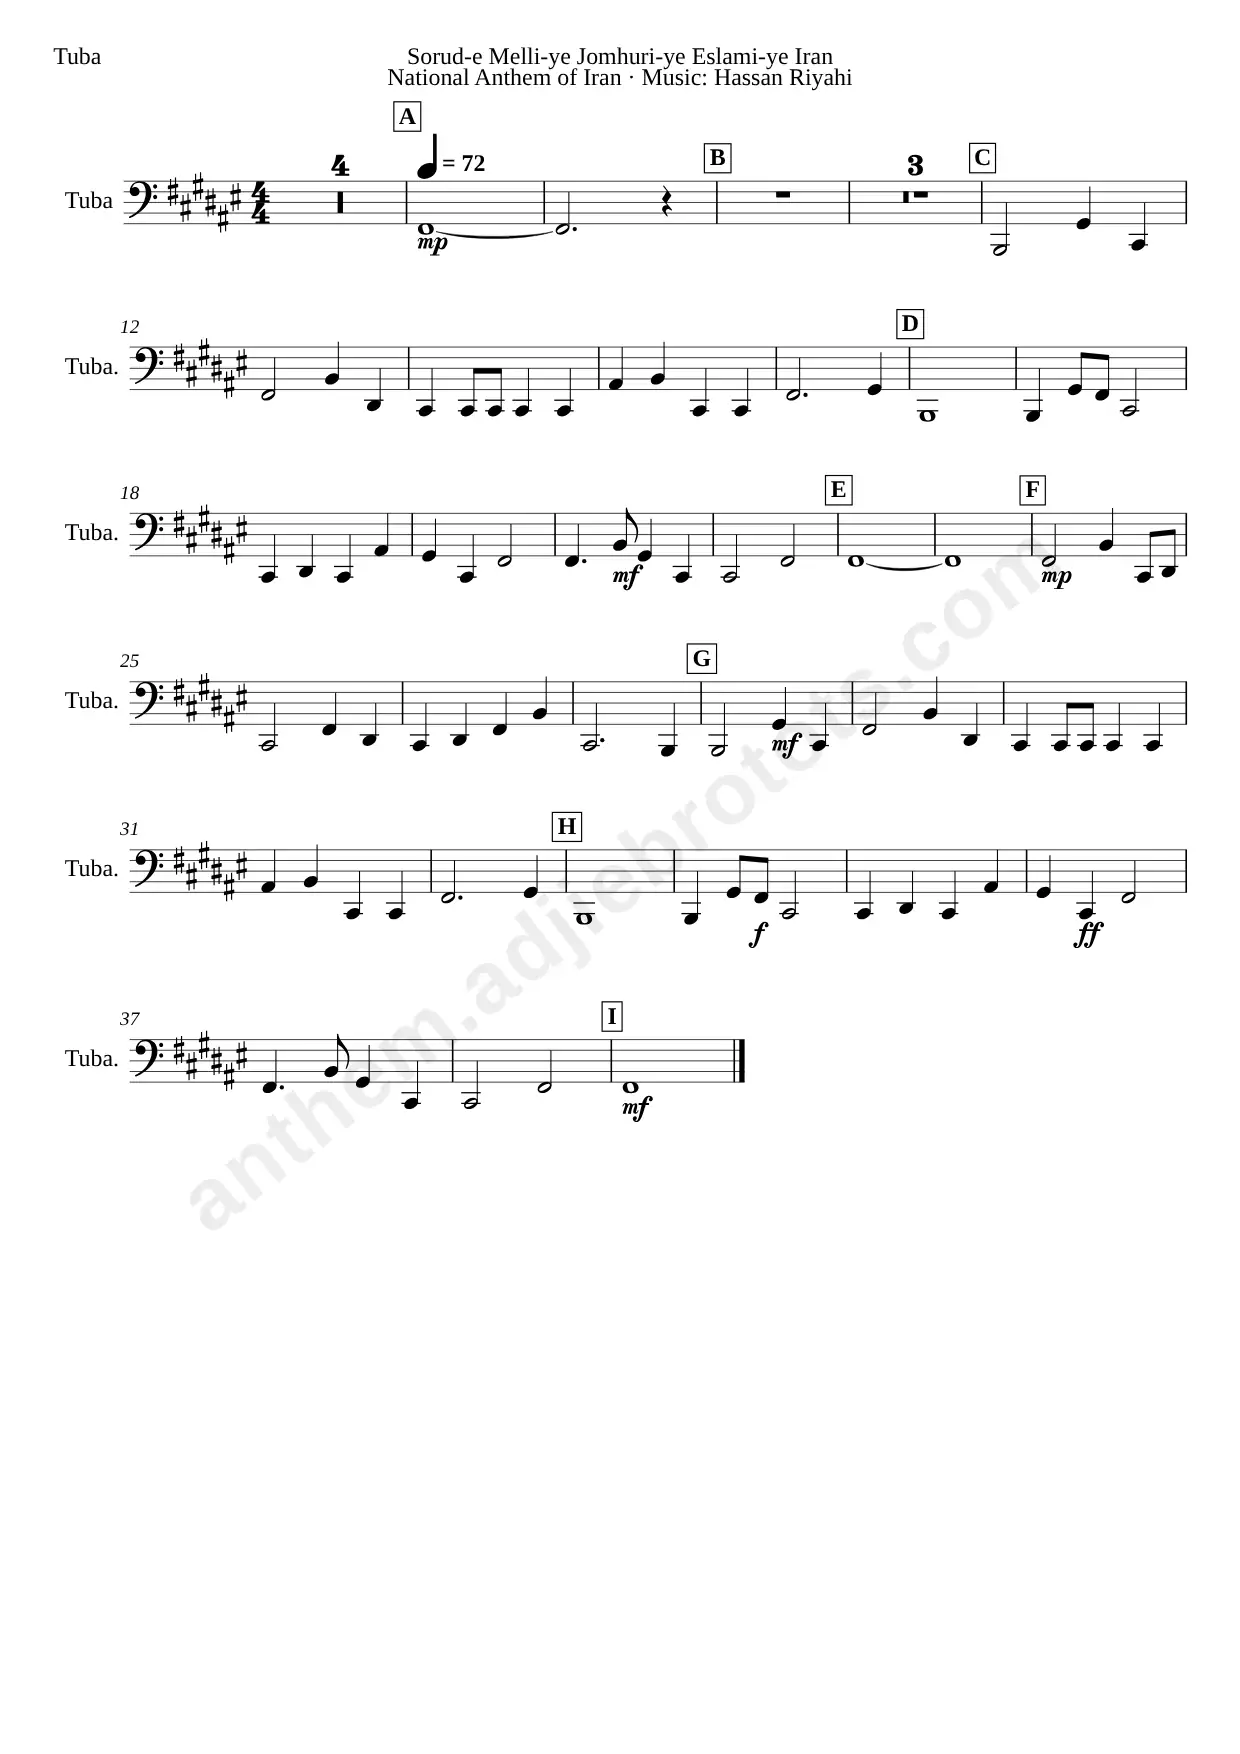 Tuba
Sorud-e Melli-ye Jomhuri-ye Eslami-ye Iran
National Anthem of Iran · Music: Hassan Riyahi
A
4
= 72
B
3
C
Tuba
4
4
mp
12
D
Tuba.
18
E
F
Tuba.
mf
mp
25
G
Tuba.
mf
31
H
Tuba.
f
ff
37
I
Tuba.
mf
anthem.adjiebrotots.com